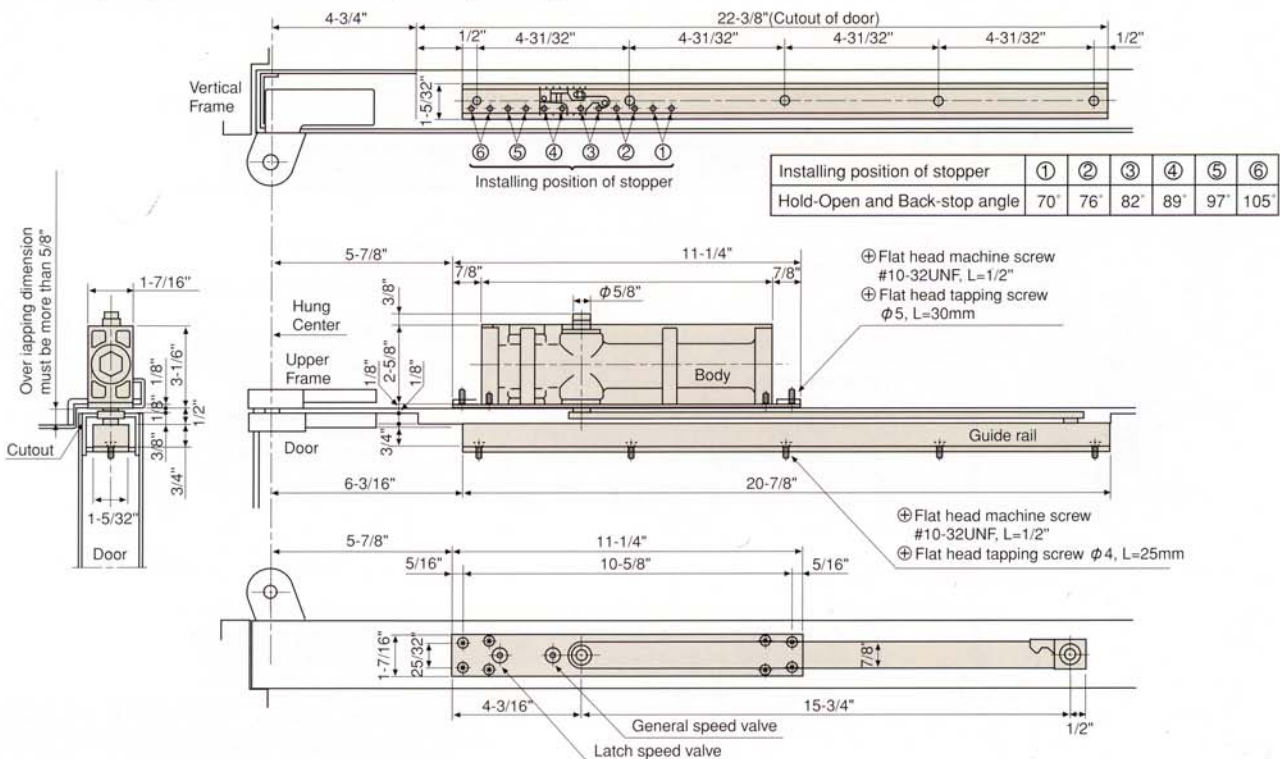 4-3/4"
22-3/8"(Cutout of door)
1/2"
4-31/32"
4-31/32"
4-31/32"
4-31/32"
1/2"
Vertical
Frame
1-5/32"
⑥ ⑤ ④ ③ ② ①
Installing position of stopper
Installing position of stopper ① ② ③ ④ ⑤ ⑥
Hold-Open and Back-stop angle 70° 76° 82° 89° 97° 105°
Over iapping dimension
must be more than 5/8"
1-7/16"
3-1/6"
1/8"
1/8"
1/2"
3/8"
3/4"
Cutout
1-5/32"
Door
5-7/8"
11-1/4"
7/8"
7/8"
3/8"
φ5/8"
Hung
Center
Upper
Frame
1/8"
2-5/8"
1/8"
Body
⊕Flat head machine screw
#10-32UNF, L=1/2"
⊕Flat head tapping screw
φ5, L=30mm
Door
3/4"
Guide rail
6-3/16"
20-7/8"
⊕Flat head machine screw
#10-32UNF, L=1/2"
⊕Flat head tapping screw φ4, L=25mm
5-7/8"
11-1/4"
5/16"
10-5/8"
5/16"
1-7/16"
25/32"
7/8"
4-3/16"
15-3/4"
1/2"
General speed valve
Latch speed valve